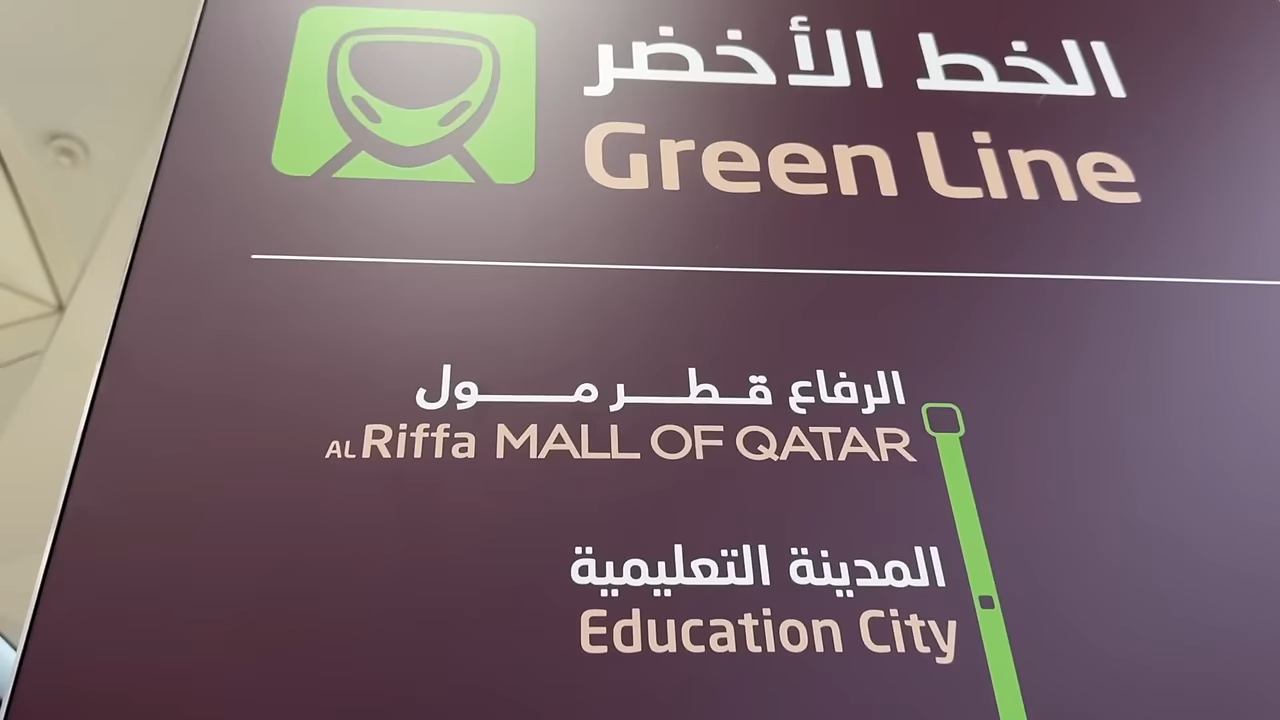 الخط الأخضر
Green Line
الرفاع قطر مول
AL Riffa MALL OF QATAR
المدينة التعليمية
Education City